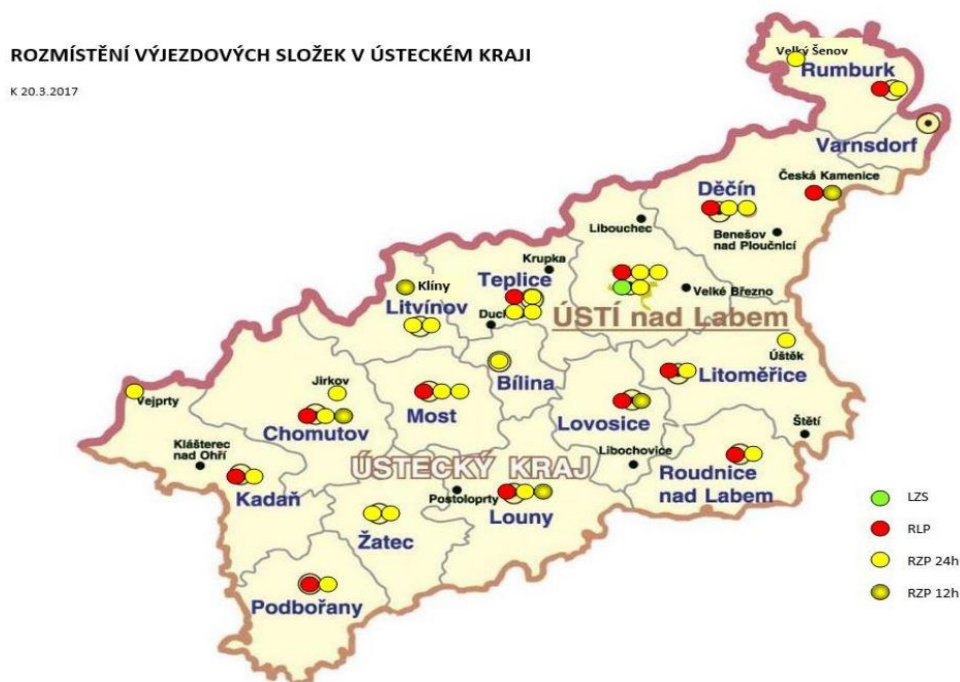 ROZMÍSTĚNÍ VÝJEZDOVÝCH SLOŽEK V ÚSTECKÉM KRAJI
K 20.3.2017
Velký Šenov
Rumburk
Varnsdorf
Česká Kamenice
Děčín
Libouchec
Benešov
nad Ploučnicí
Krupka
Teplice
Klíny
Litvínov
Velké Březno
Duch
ÚSTÍ nad Labem
Úštěk
Bílina
Litoměřice
Vejprty
Jirkov
Most
Lovosice
Chomutov
Štětí
Klášterec
nad Ohří
Libochovice
ÚSTECKÝ KRAJ
Roudnice
nad Labem
Kadaň
Postoloprty
Louny
Žatec
Podbořany
LZS
RLP
RZP 24h
RZP 12h